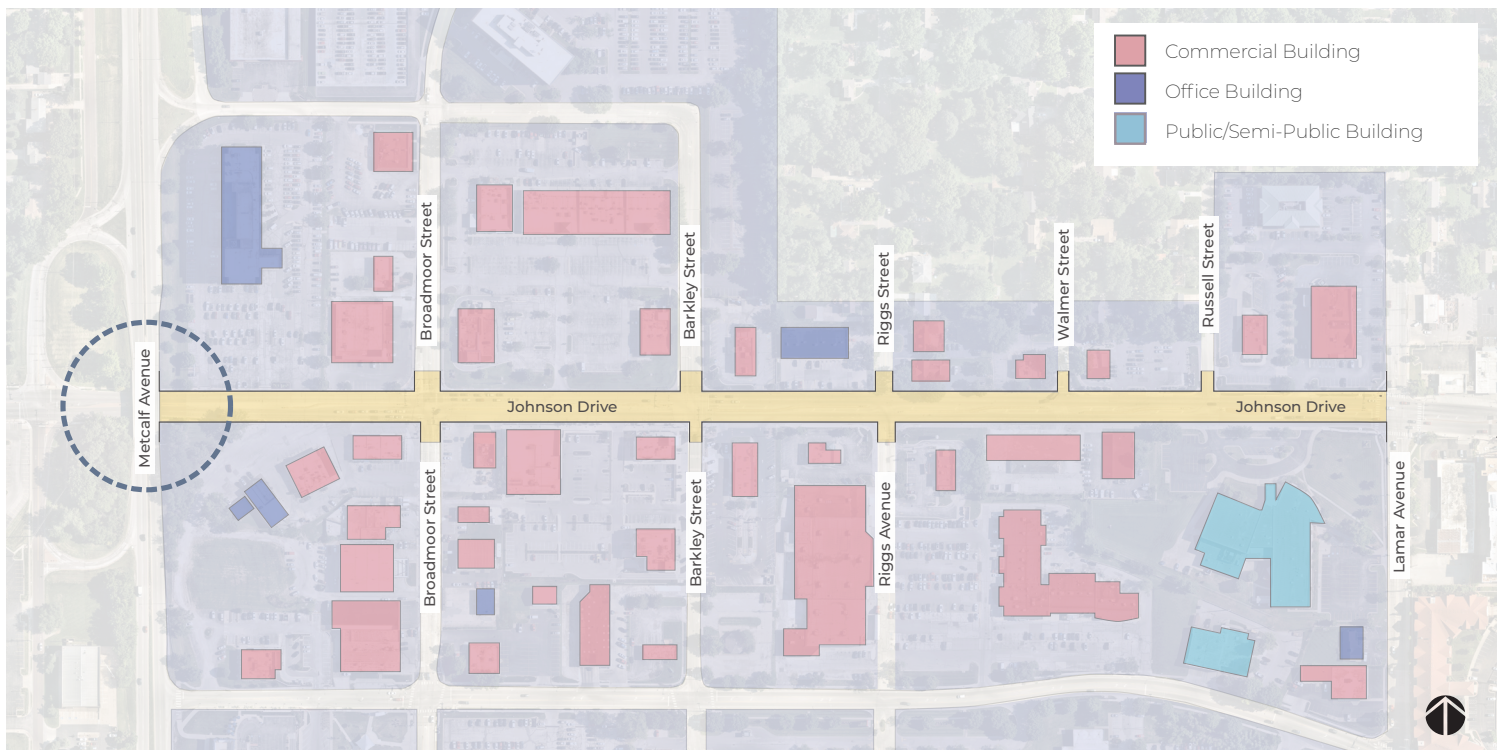 Commercial Building
Office Building
Public/Semi-Public Building
Broadmoor Street
Barkley Street
Riggs Street
Walmer Street
Russell Street
Metcalf Avenue
Johnson Drive
Johnson Drive
Broadmoor Street
Barkley Street
Riggs Avenue
Lamar Avenue